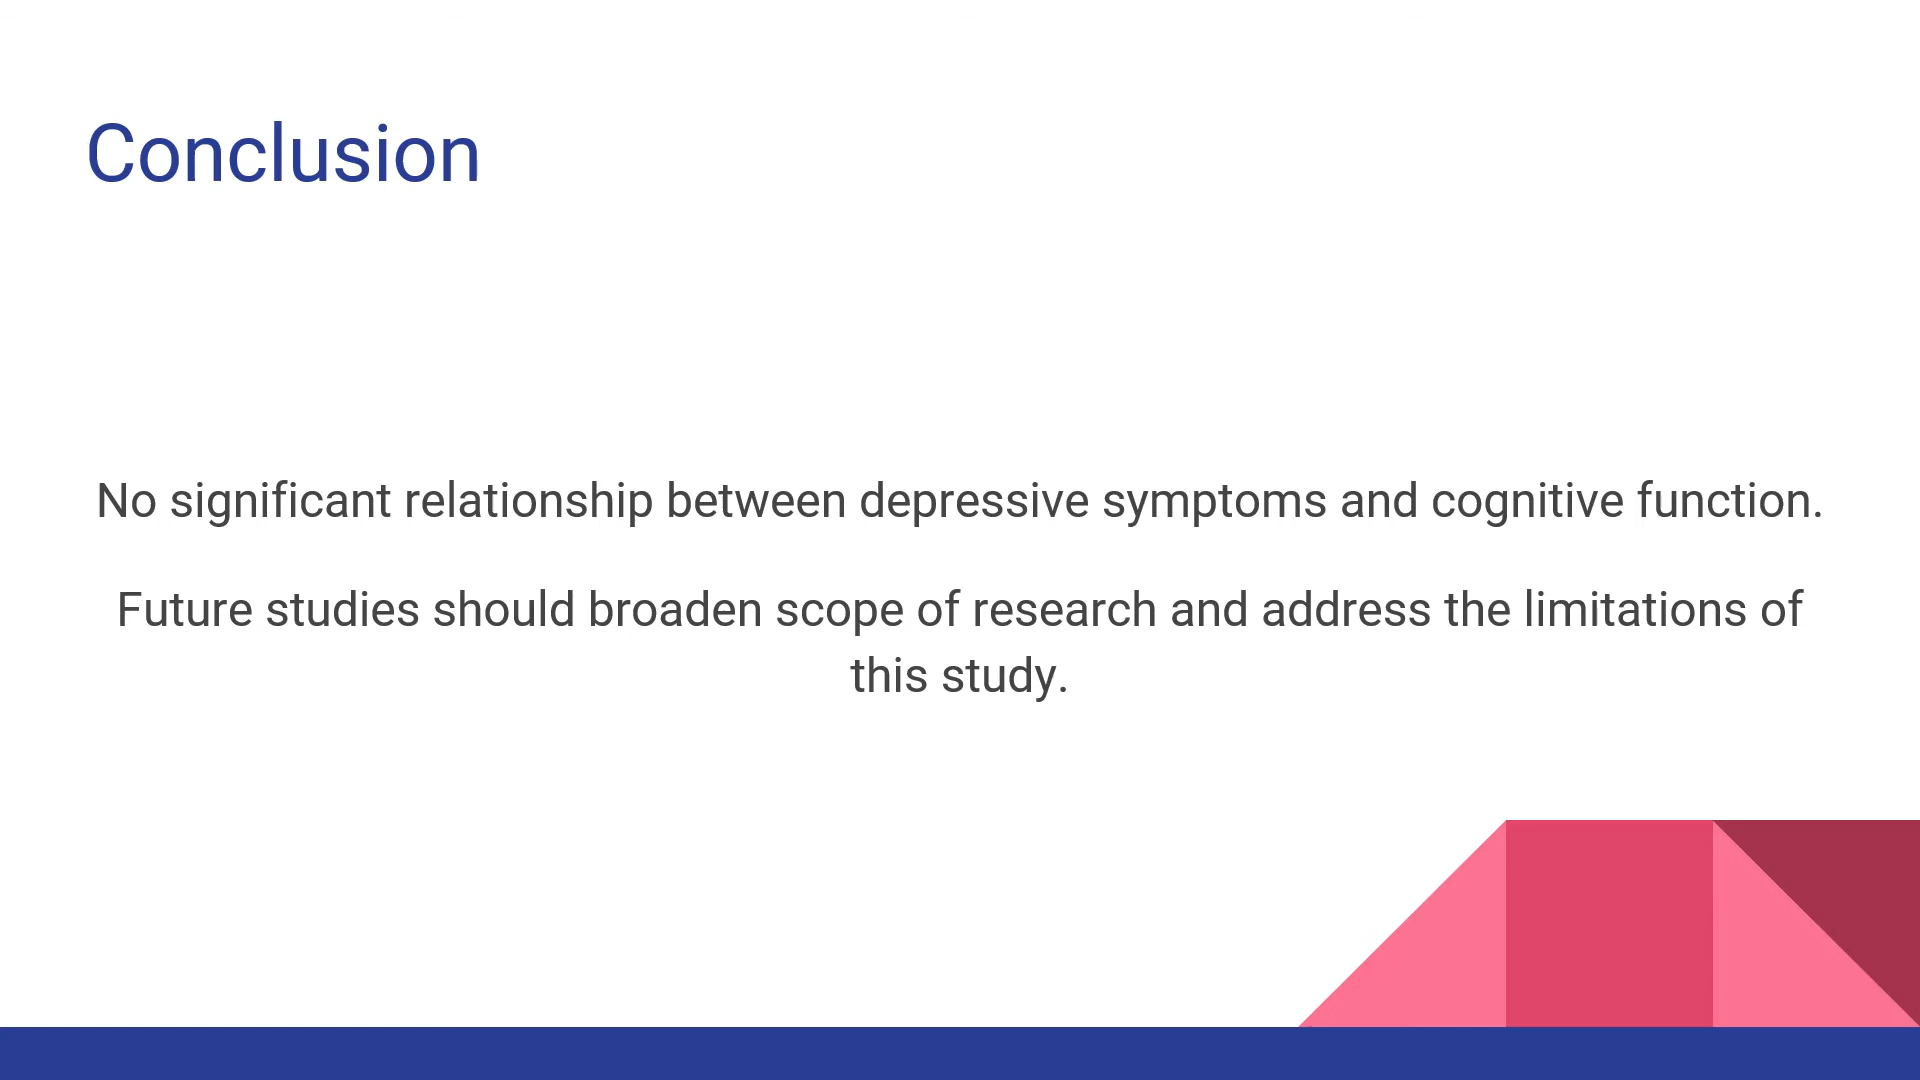 Conclusion
No significant relationship between depressive symptoms and cognitive function.
Future studies should broaden scope of research and address the limitations of
this study.